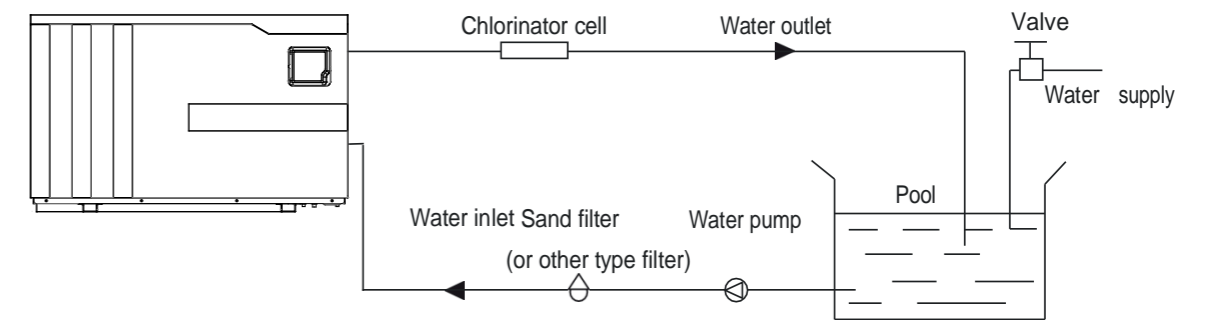 Chlorinator cell
Water outlet
Valve
Water supply
Pool
Water inlet
Sand filter
(or other type filter)
Water pump